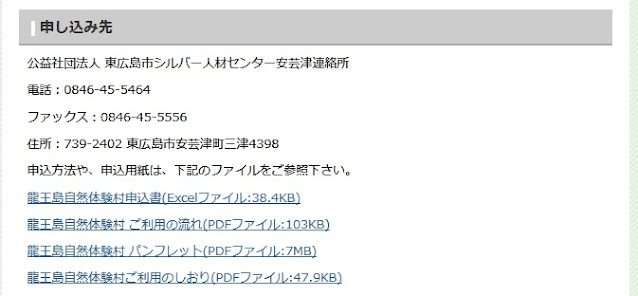 申し込み先
公益社団法人 東広島市シルバー人材センター安芸津連絡所
電話：0846-45-5464
ファックス：0846-45-5556
住所：739-2402 東広島市安芸津町三津4398
申込方法や、申込用紙は、下記のファイルをご参照下さい。
龍王島自然体験村申込書(Excelファイル:38.4KB)
龍王島自然体験村 ご利用の流れ(PDFファイル:103KB)
龍王島自然体験村 パンフレット(PDFファイル:7MB)
龍王島自然体験村ご利用のしおり(PDFファイル:47.9KB)